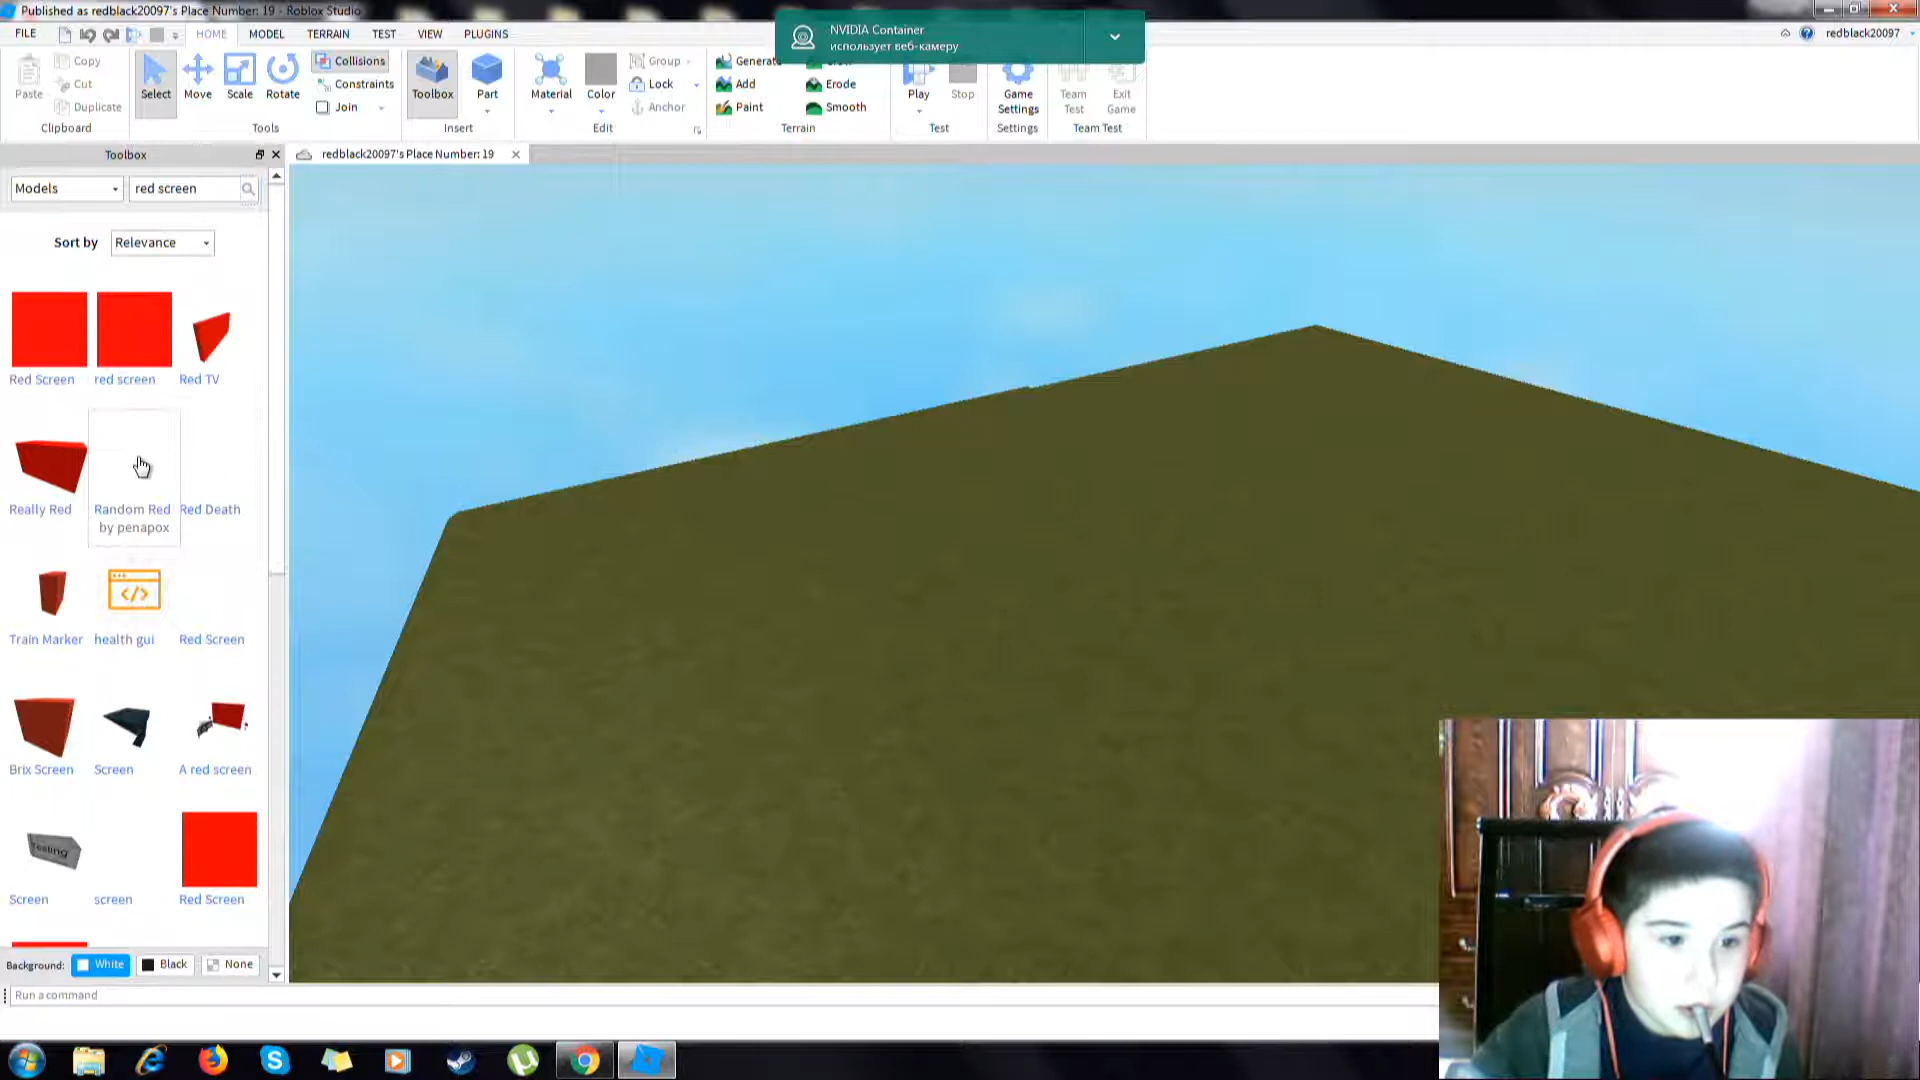 Published as redblack20097's Place Number: 19 - Roblox Studio
NVIDIA Container
использует веб-камеру
FILE
HOME
MODEL
TERRAIN
TEST
VIEW
PLUGINS
redblack20097
Paste
Copy
Cut
Duplicate
Clipboard
Select
Move
Scale
Rotate
Collisions
Constraints
Join
Tools
Toolbox
Part
Insert
Material
Color
Group
Lock
Anchor
Edit
Generate
Add
Paint
Erode
Smooth
Terrain
Play
Stop
Test
Game
Settings
Settings
Team
Test
Exit
Game
Team Test
Toolbox
redblack20097's Place Number: 19
Models
red screen
Sort by
Relevance
Red Screen
red screen
Red TV
Really Red
Random Red
by penapox
Red Death
Train Marker
health gui
Red Screen
Brix Screen
Screen
A red screen
Testing
Screen
screen
Red Screen
Background:
White
Black
None
Run a command